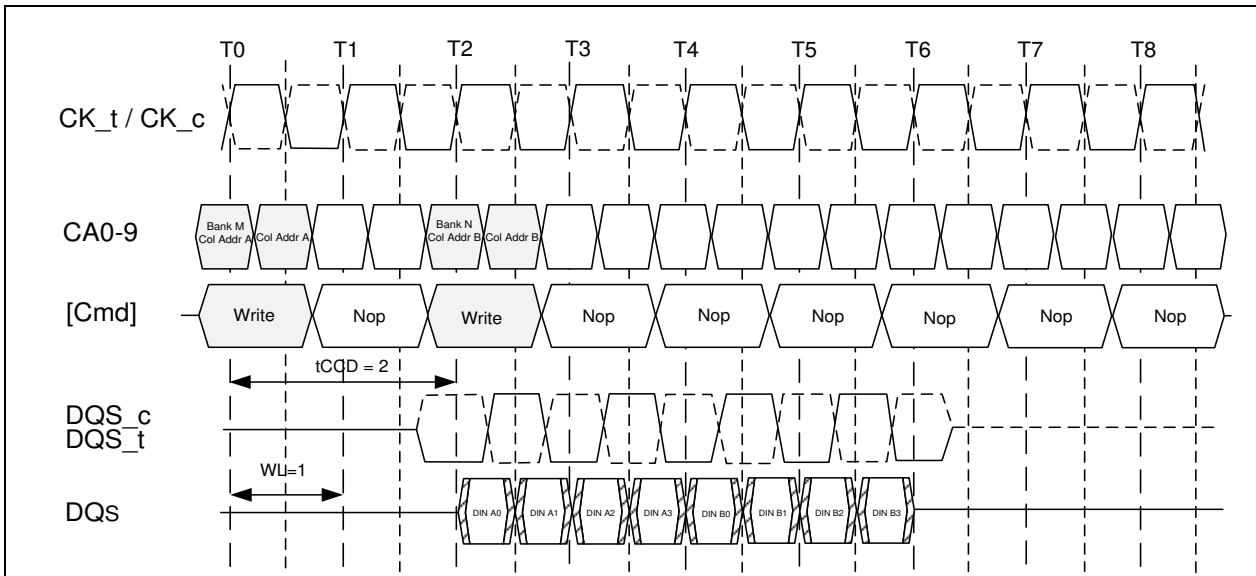 T0 T1 T2 T3 T4 T5 T6 T7 T8
CK_t / CK_c
CA0-9
Bank M
Col Addr A
Col Addr A
Bank N
Col Addr B
Col Addr B
[Cmd]
Write Nop Write Nop Nop Nop Nop Nop Nop
tCCD = 2
DQS_c
DQS_t
WL=1
DQs
DIN A0 DIN A1 DIN A2 DIN A3 DIN B0 DIN B1 DIN B2 DIN B3